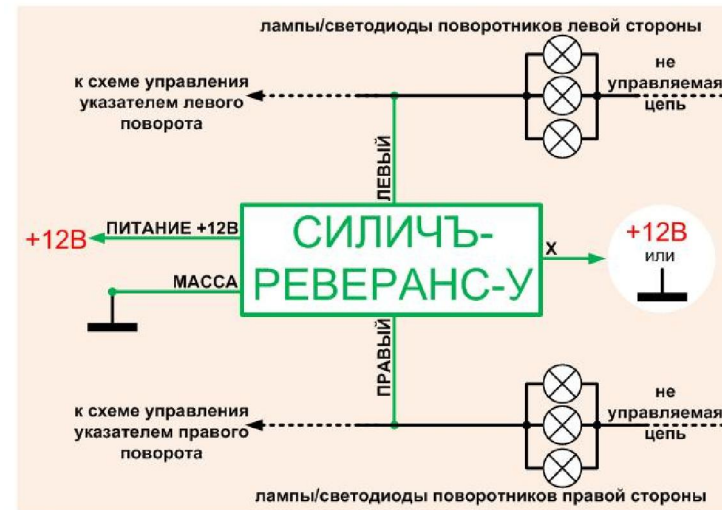 лампы/светодиоды поворотников левой стороны
к схеме управления
указателем левого
поворота
не
управляемая
цепь
ЛЕВЫЙ
+12В
ПИТАНИЕ +12В
МАССА
СИЛИЧЪ-
РЕВЕРАНС-У
X
+12В
или
ПРАВЫЙ
к схеме управления
указателем правого
поворота
не
управляемая
цепь
лампы/светодиоды поворотников правой стороны